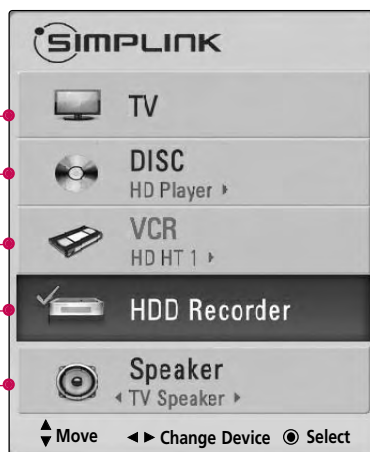 SIMPLINK
TV
DISC
HD Player ▶
VCR
HD HT 1 ▶
HDD Recorder
Speaker
◀ TV Speaker ▶
▲▼ Move ◀ ▶ Change Device ◉ Select